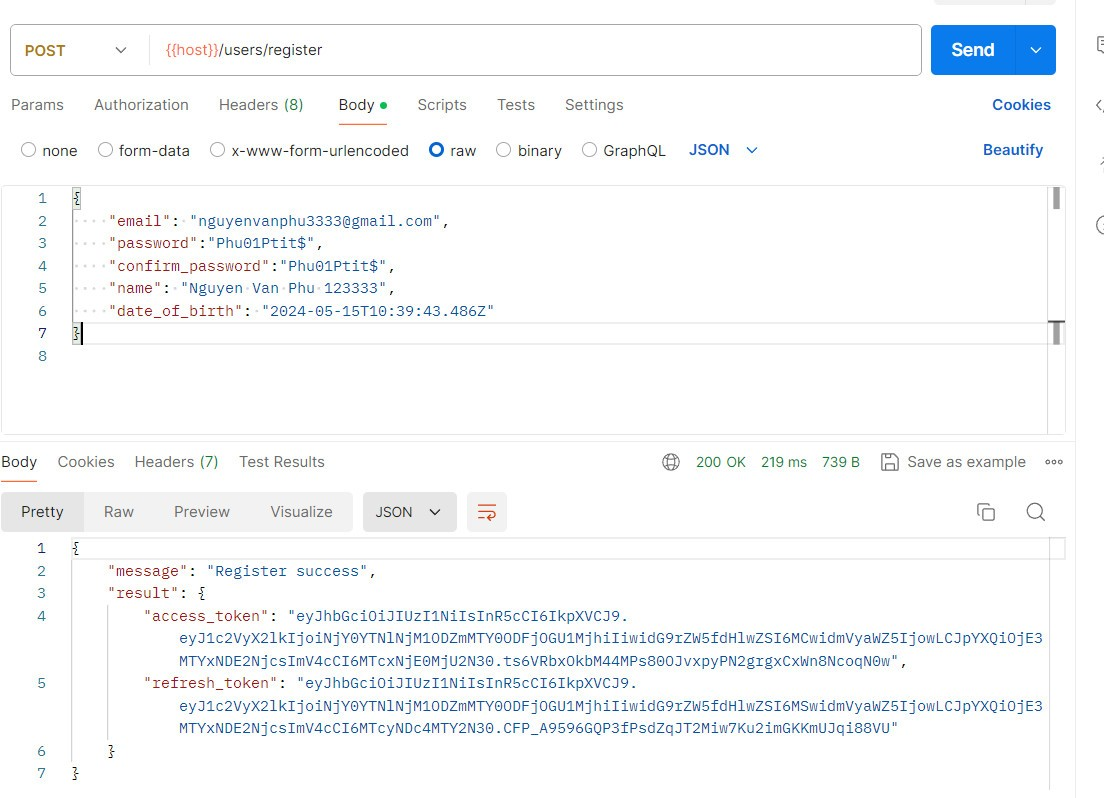 POST {{host}}/users/register Send
Params Authorization Headers (8) Body Scripts Tests Settings Cookies
none form-data x-www-form-urlencoded raw binary GraphQL JSON Beautify
1 {
2 "email": "nguyenvanphu3333@gmail.com",
3 "password":"Phu01Ptit$",
4 "confirm_password":"Phu01Ptit$",
5 "name": "Nguyen Van Phu 123333",
6 "date_of_birth": "2024-05-15T10:39:43.486Z"
7 }
8
Body Cookies Headers (7) Test Results 200 OK 219 ms 739 B Save as example
Pretty Raw Preview Visualize JSON
1 {
2 "message": "Register success",
3 "result": {
4 "access_token": "eyJhbGciOiJIUzI1NiIsInR5cCI6IkpXVCJ9.
eyJ1c2VyX2lkIjoiNjY0YTNlNjM1ODZmMTY0ODFjOGU1MjhiIiwidG9rZW5fdHlwZSI6MCwidmVyaWZ5IjowLCJpYXQiOjE3
MTYxNDE2NjcsImV4cCI6MTcxNjE0MjU2N30.ts6VRbxOkbM44MPs80OJvxpyPN2grgxCxWn8NcoqN0w",
5 "refresh_token": "eyJhbGciOiJIUzI1NiIsInR5cCI6IkpXVCJ9.
eyJ1c2VyX2lkIjoiNjY0YTNlNjM1ODZmMTY0ODFjOGU1MjhiIiwidG9rZW5fdHlwZSI6MSwidmVyaWZ5IjowLCJpYXQiOjE3
MTYxNDE2NjcsImV4cCI6MTcyNDc4MTY2N30.CFP_A9596GQP3fPsdZqJT2Miw7Ku2imGKKmUJqi88VU"
6 }
7 }